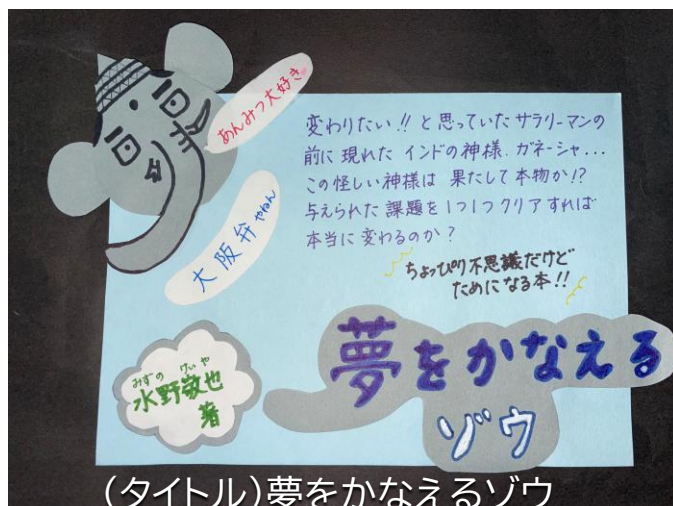 あんみつ大好き
変わりたい!!と思っていたサラリーマンの
前に現れたインドの神様、ガネーシャ...
この怪しい神様は果たして本物か!?
与えられた課題を1つ1つクリアすれば
本当に変わるのか?
大阪弁やねん
ちょっぴり不思議だけど
ためになる本!!
みずの けいや
水野敬也
著
夢をかなえる
ゾウ
(タイトル)夢をかなえるゾウ